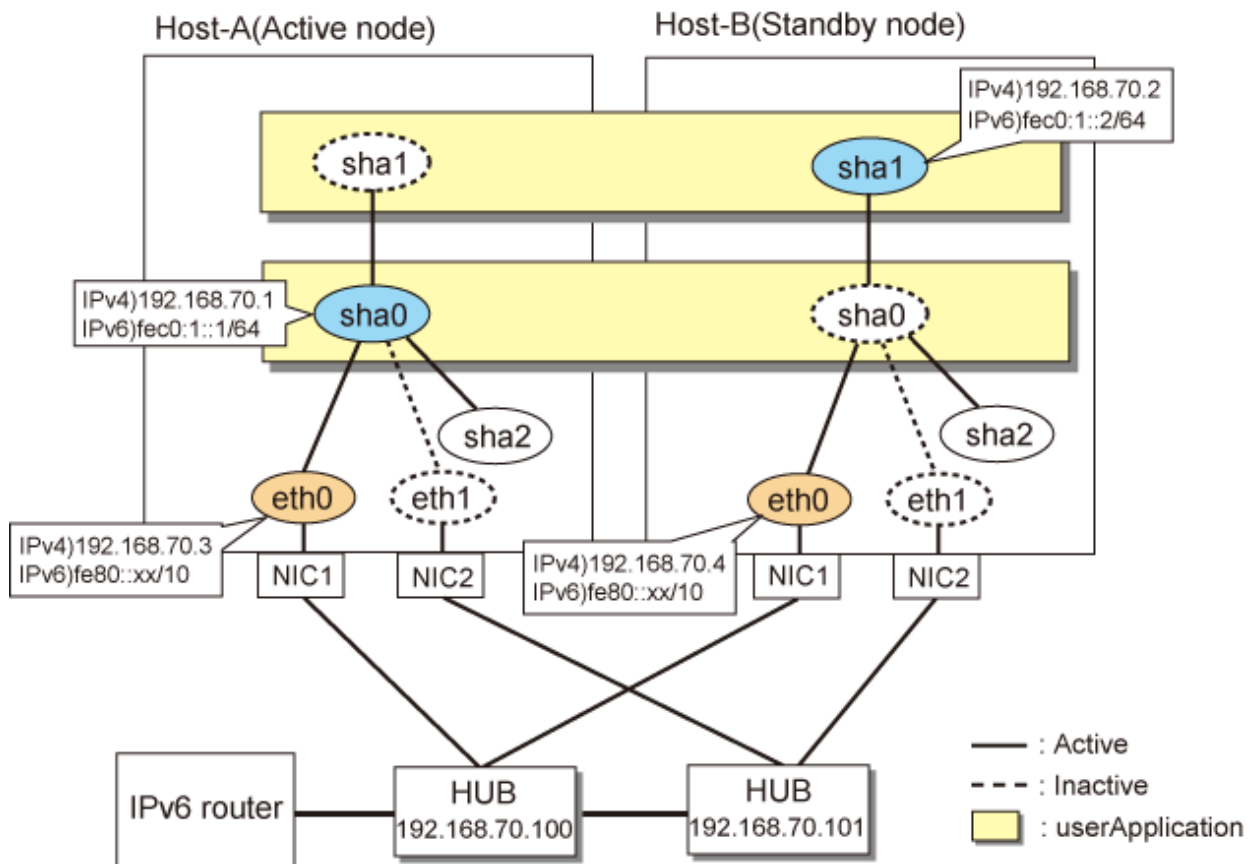 Host-A(Active node)
Host-B(Standby node)
IPv4)192.168.70.2
IPv6)fec0:1::2/64
sha1
sha1
IPv4)192.168.70.1
IPv6)fec0:1::1/64
sha0
sha0
sha2
sha2
eth0
eth1
eth0
eth1
IPv4)192.168.70.3
IPv6)fe80::xx/10
NIC1
NIC2
IPv4)192.168.70.4
IPv6)fe80::xx/10
NIC1
NIC2
IPv6 router
HUB
192.168.70.100
HUB
192.168.70.101
: Active
: Inactive
: userApplication